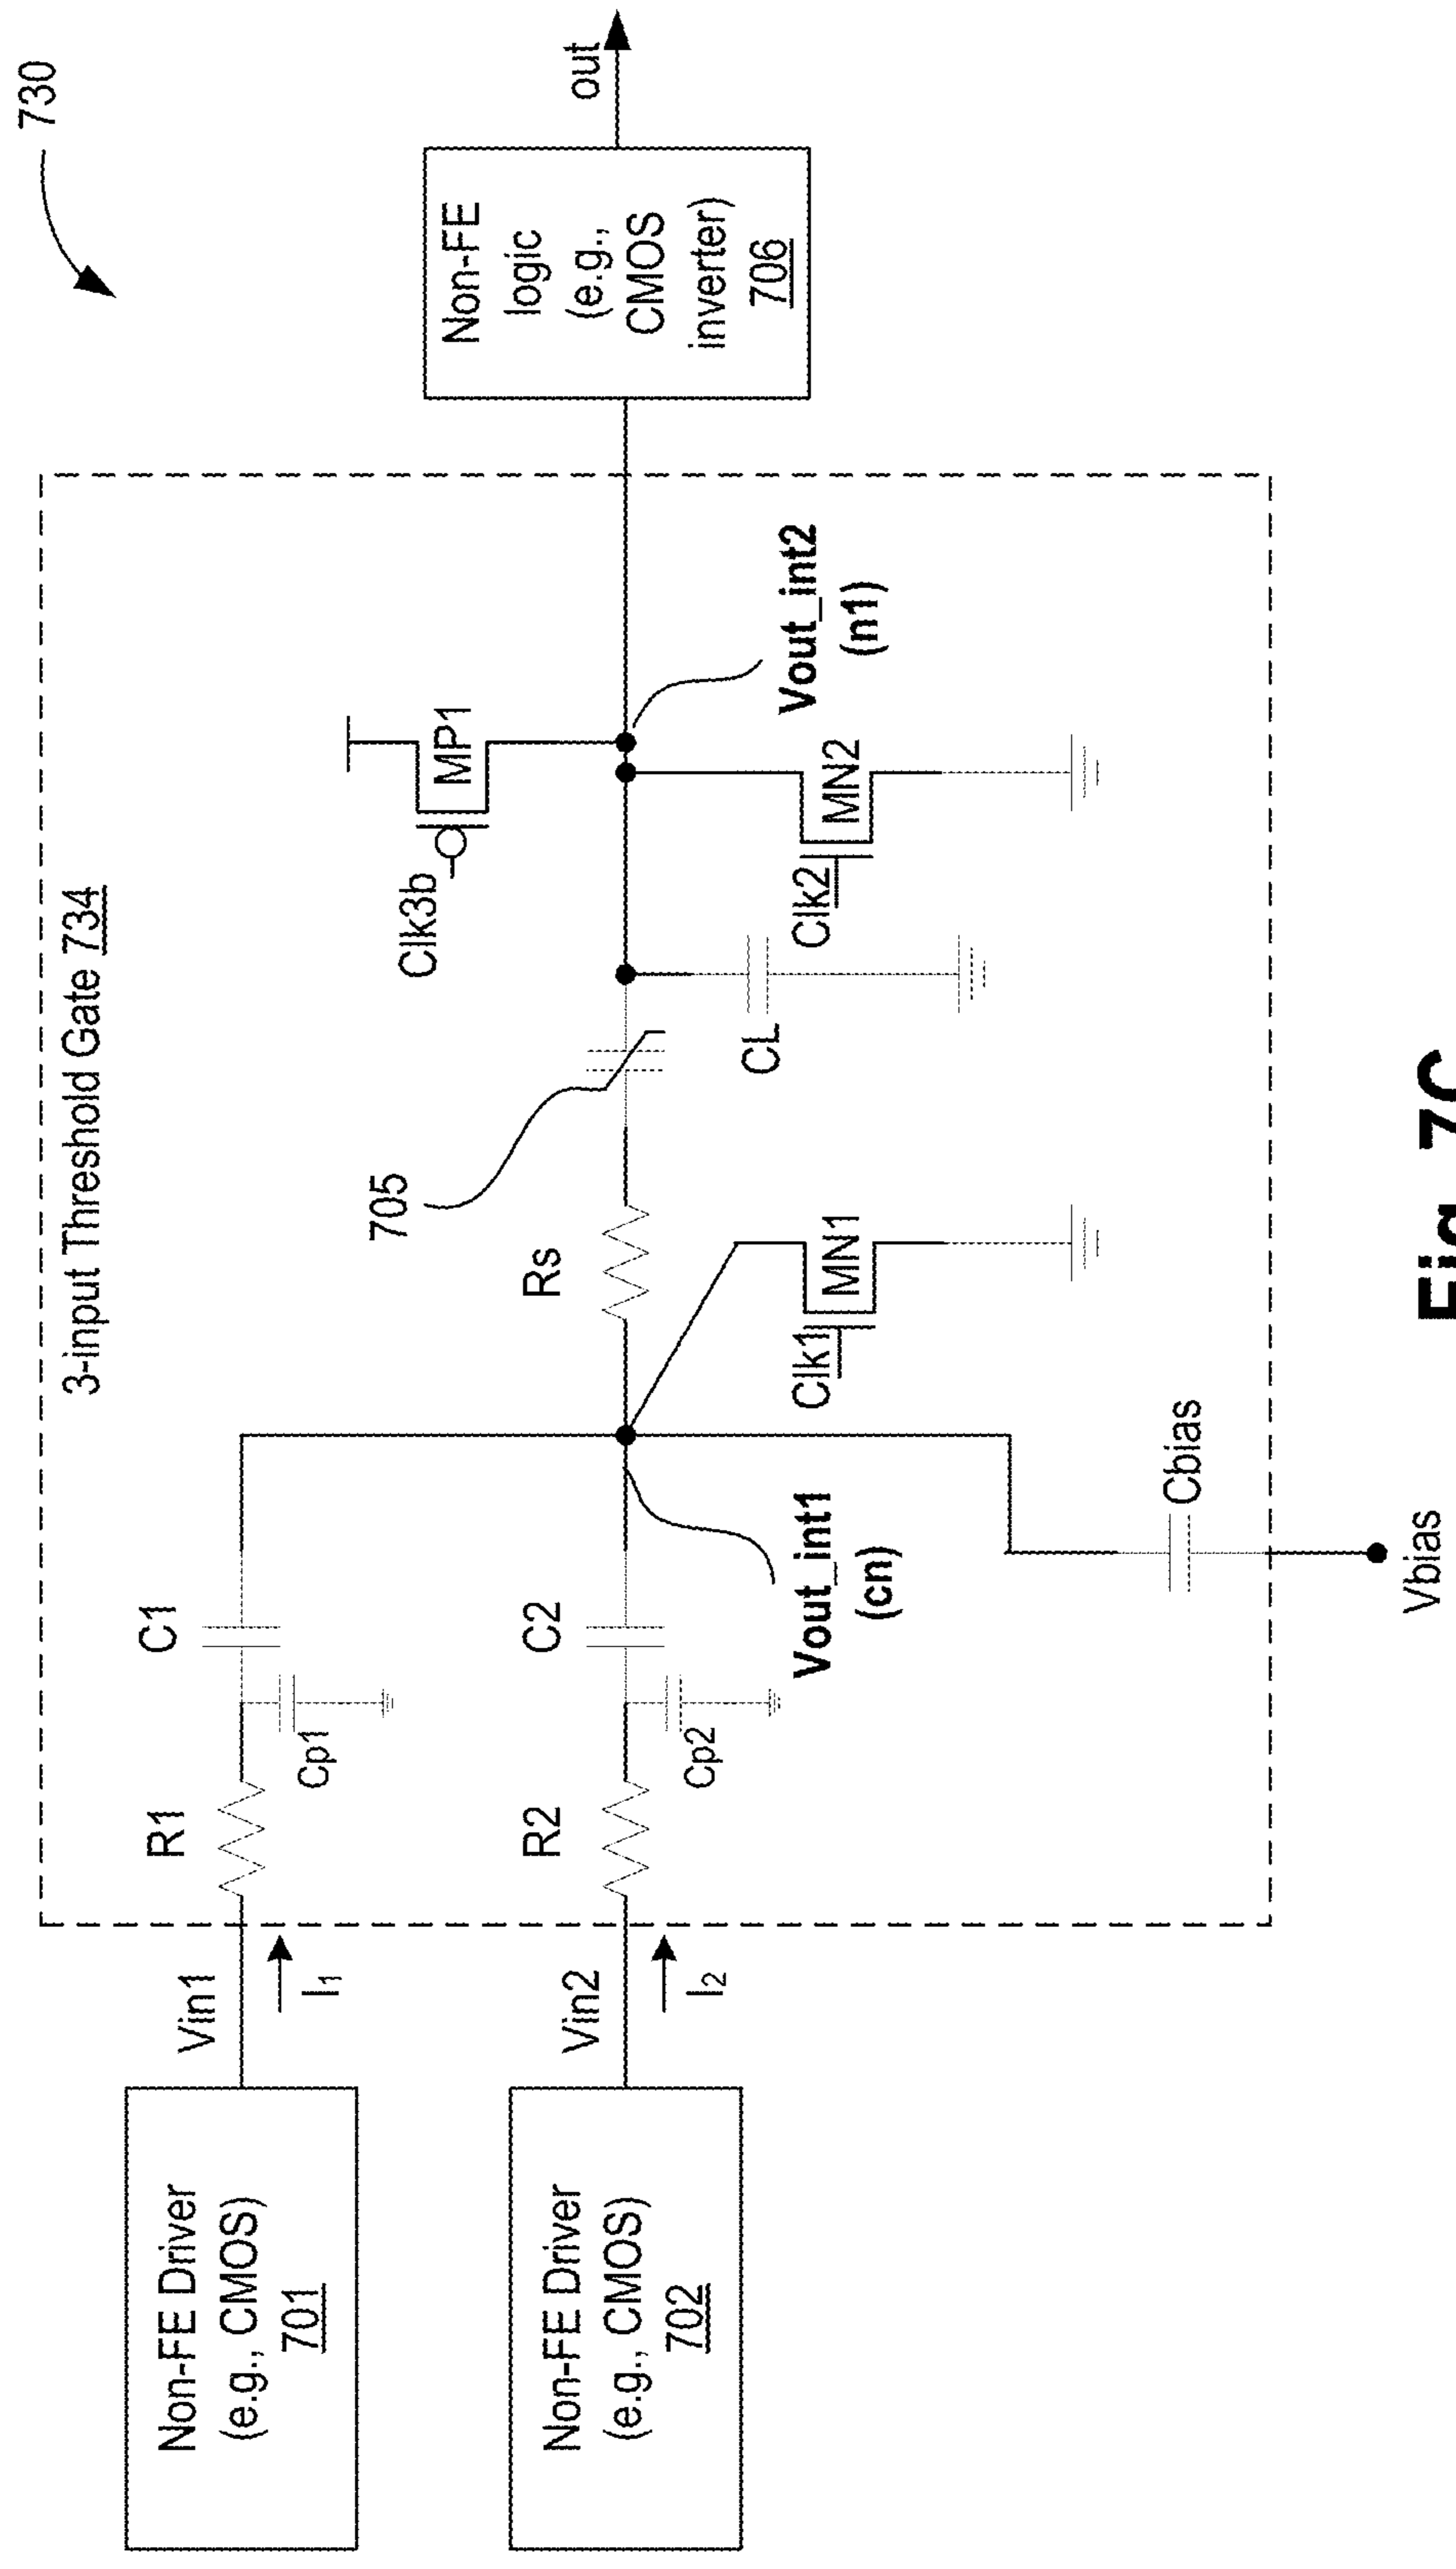 730
3-input Threshold Gate 734
Non-FE Driver
(e.g., CMOS)
701
Vin1
I1
R1
Cp1
C1
Non-FE Driver
(e.g., CMOS)
702
Vin2
I2
R2
Cp2
C2
Vout_int1
(cn)
Cbias
Vbias
Rs
Clk1
MN1
705
CL
Clk3b
MP1
Clk2
MN2
Vout_int2
(n1)
Non-FE
logic
(e.g.,
CMOS
inverter)
706
out
Fig. 7C